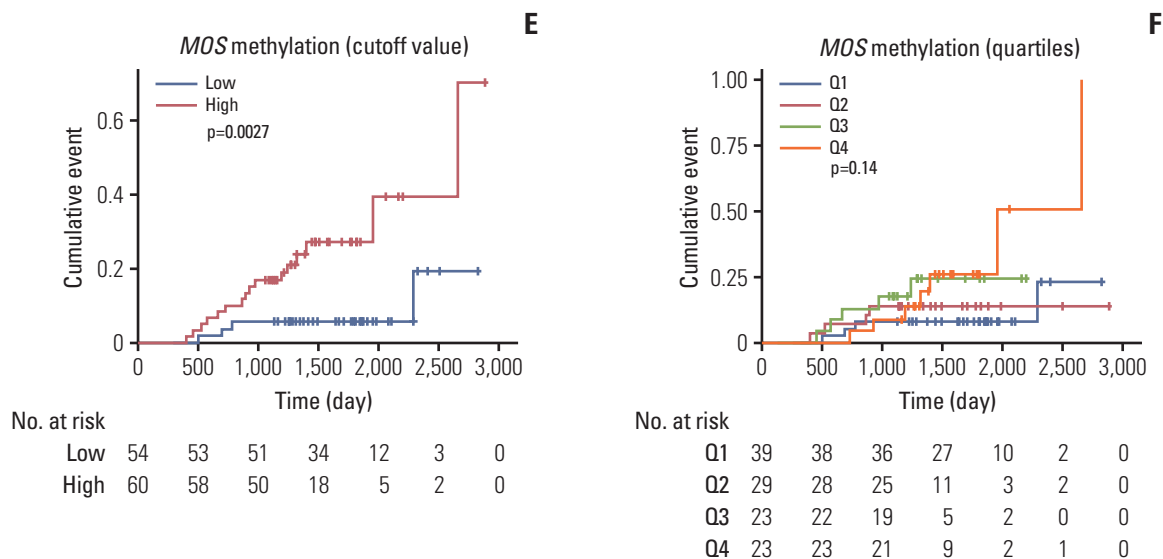 E
MOS methylation (cutoff value)
Low
High
p=0.0027
0.6
0.4
0.2
0
Cumulative event
0 500 1,000 1,500 2,000 2,500 3,000
Time (day)
No. at risk
Low 54 53 51 34 12 3 0
High 60 58 50 18 5 2 0
F
MOS methylation (quartiles)
Q1
Q2
Q3
Q4
p=0.14
1.00
0.75
0.50
0.25
0
Cumulative event
0 500 1,000 1,500 2,000 2,500 3,000
Time (day)
No. at risk
Q1 39 38 36 27 10 2 0
Q2 29 28 25 11 3 2 0
Q3 23 22 19 5 2 0 0
Q4 23 23 21 9 2 1 0